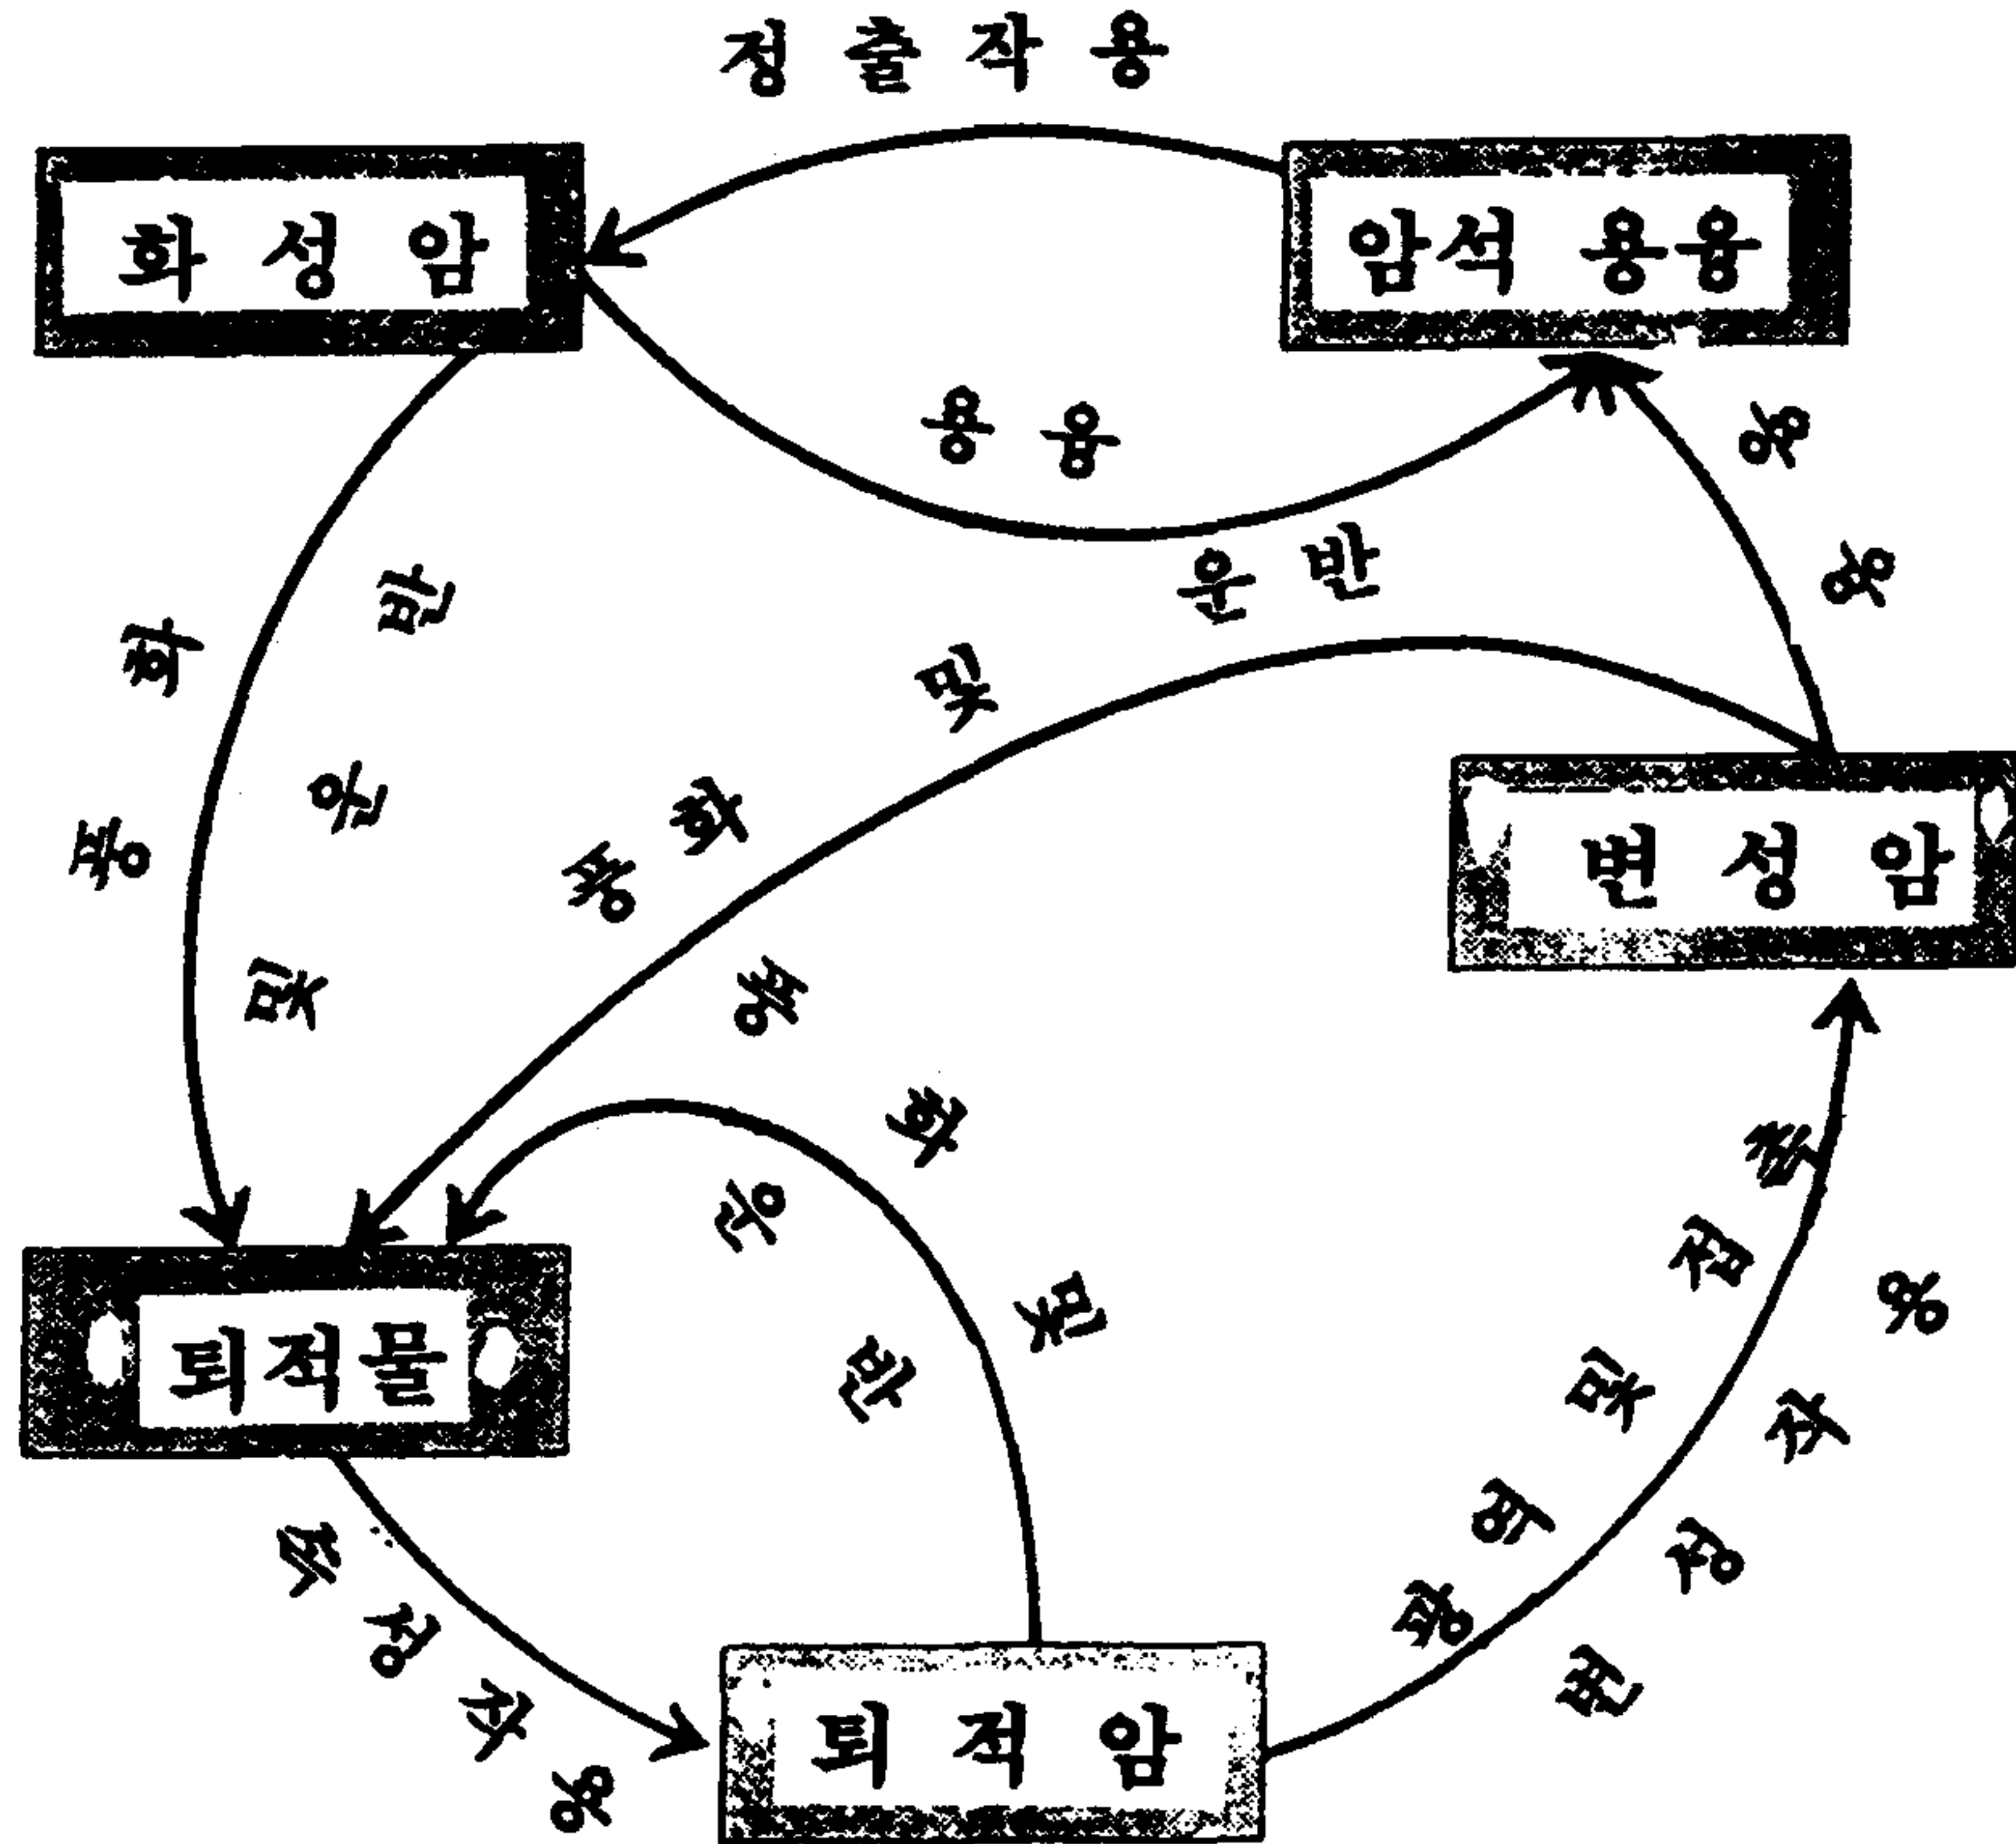 정 출 작 용
화 성 암
암석 용융
용 융
용 융
풍 화 및 운 반
풍 화 및 운 반
변 성 암
풍 화 및 운 반
퇴적물
광 역 및 접 촉
변 성 작 용
속 성 작 용
퇴 적 암